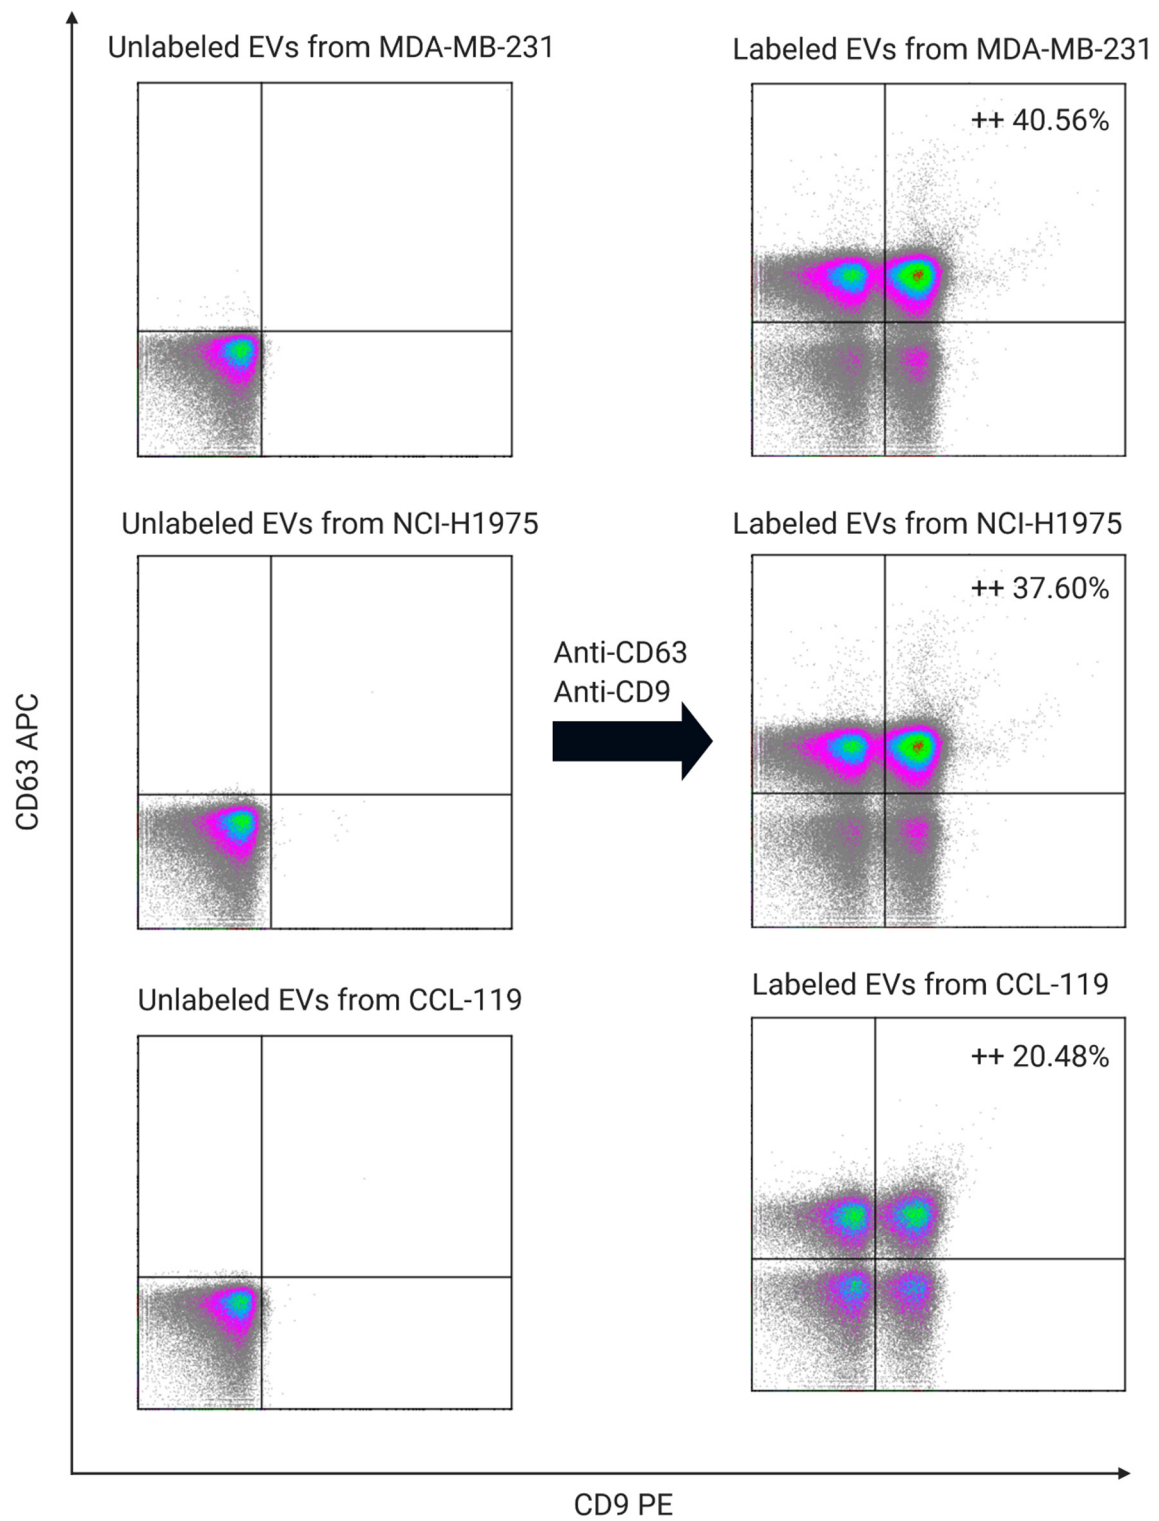 Unlabeled EVs from MDA-MB-231
Labeled EVs from MDA-MB-231
++ 40.56%
Unlabeled EVs from NCI-H1975
Labeled EVs from NCI-H1975
++ 37.60%
Anti-CD63
Anti-CD9
CD63 APC
Unlabeled EVs from CCL-119
Labeled EVs from CCL-119
++ 20.48%
CD9 PE